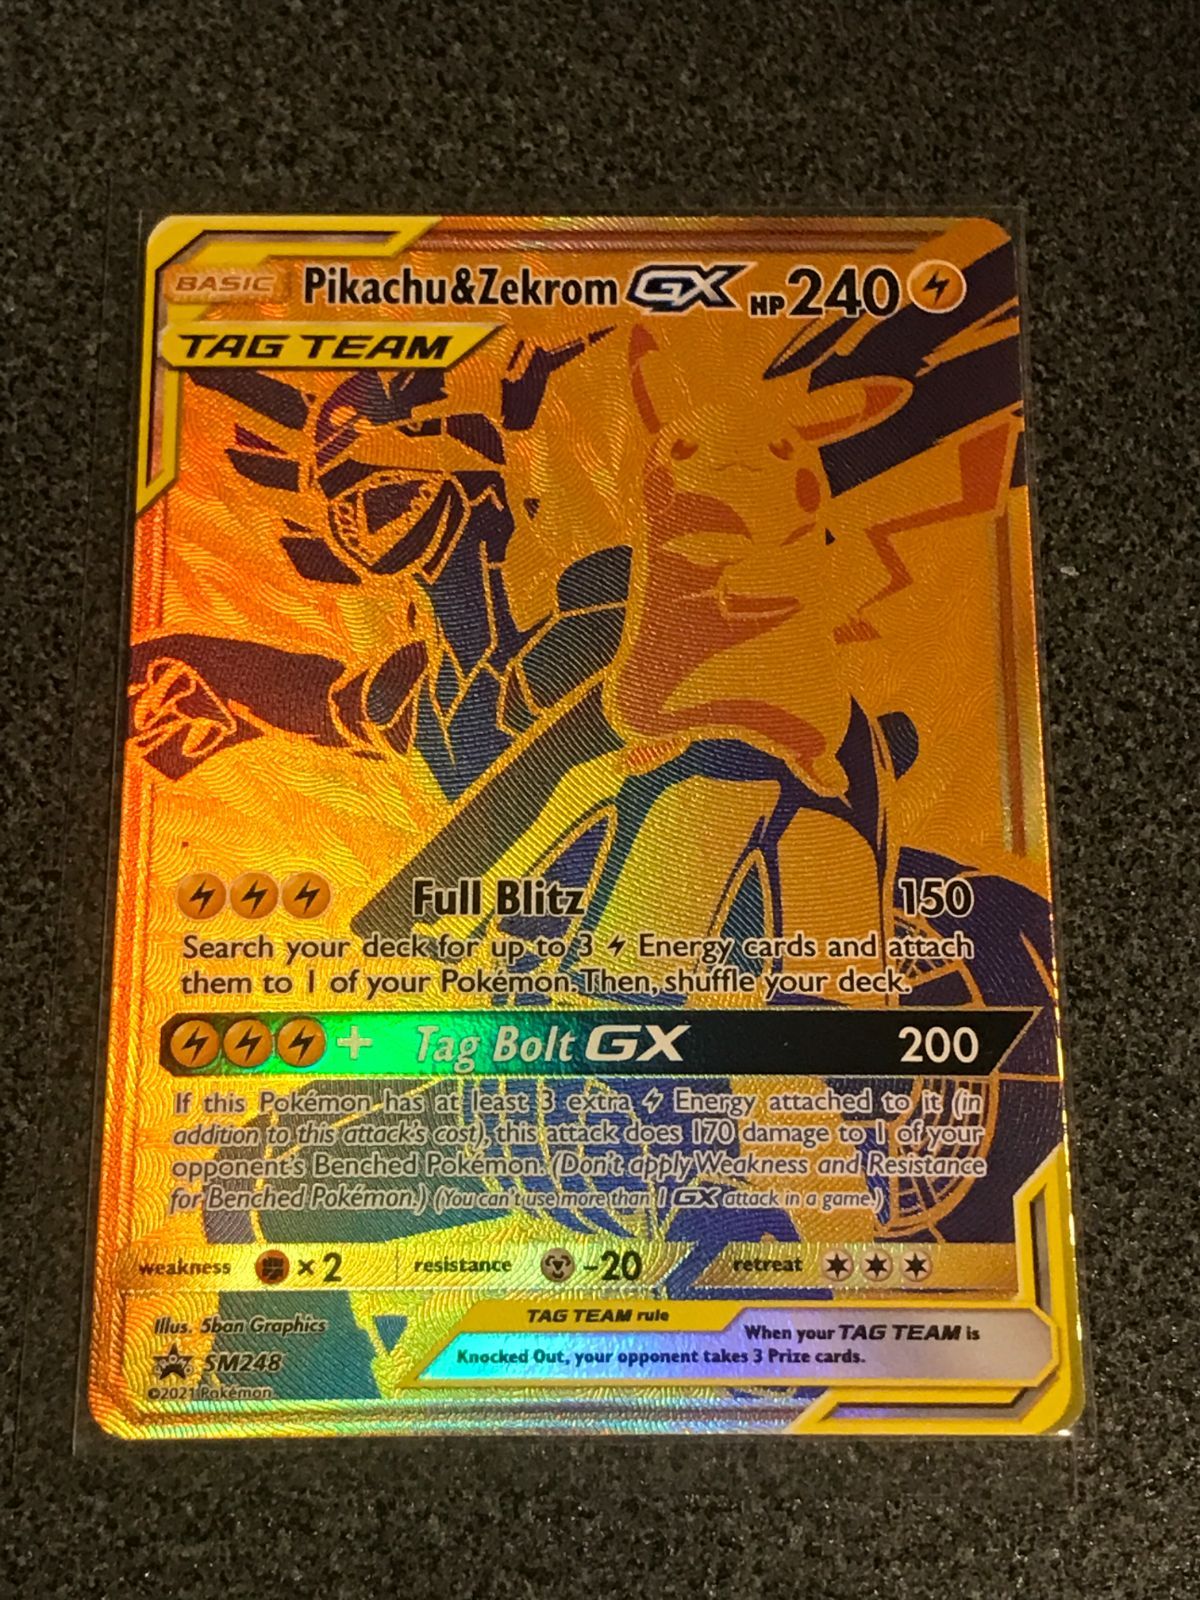 BASIC Pikachu&Zekrom GX HP 240
TAG TEAM
Full Blitz 150
Search your deck for up to 3 Energy cards and attach
them to 1 of your Pokémon. Then, shuffle your deck.
+ Tag Bolt GX 200
If this Pokémon has at least 3 extra Energy attached to it (in
addition to this attack's cost), this attack does 170 damage to 1 of your
opponent's Benched Pokémon. (Don't apply Weakness and Resistance
for Benched Pokémon.) (You can't use more than 1 GX attack in a game.)
weakness ×2 resistance -20 retreat
Illus. 5ban Graphics
TAG TEAM rule
When your TAG TEAM is
Knocked Out, your opponent takes 3 Prize cards.
SM248
©2021 Pokémon